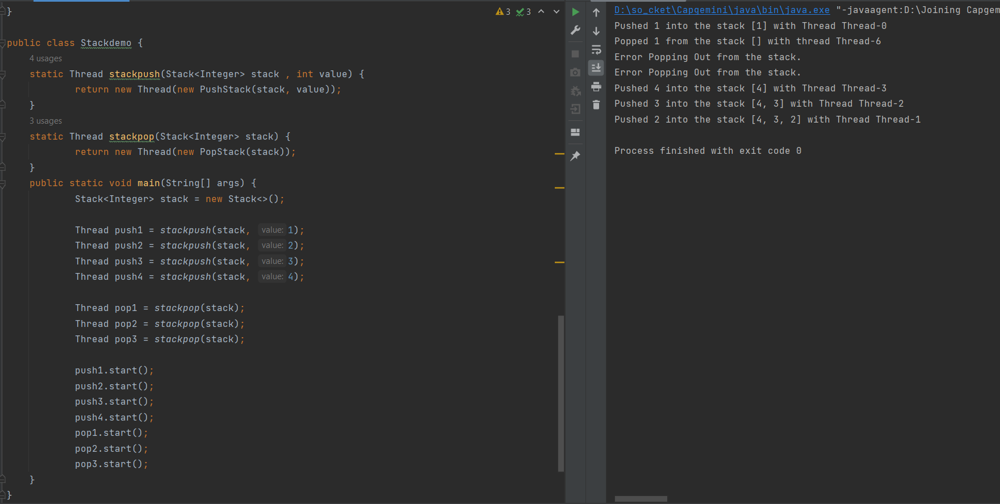 }
⚠ 3 ✓ 3
public class Stackdemo {
4 usages
static Thread stackpush(Stack<Integer> stack , int value) {
return new Thread(new PushStack(stack, value));
}
3 usages
static Thread stackpop(Stack<Integer> stack) {
return new Thread(new PopStack(stack));
}
public static void main(String[] args) {
Stack<Integer> stack = new Stack<>();
Thread push1 = stackpush(stack, value: 1);
Thread push2 = stackpush(stack, value: 2);
Thread push3 = stackpush(stack, value: 3);
Thread push4 = stackpush(stack, value: 4);
Thread pop1 = stackpop(stack);
Thread pop2 = stackpop(stack);
Thread pop3 = stackpop(stack);
push1.start();
push2.start();
push3.start();
push4.start();
pop1.start();
pop2.start();
pop3.start();
}
}
D:\so_cket\Capgemini\java\bin\java.exe "-javaagent:D:\Joining Capgem
Pushed 1 into the stack [1] with Thread Thread-0
Popped 1 from the stack [] with thread Thread-6
Error Popping Out from the stack.
Error Popping Out from the stack.
Pushed 4 into the stack [4] with Thread Thread-3
Pushed 3 into the stack [4, 3] with Thread Thread-2
Pushed 2 into the stack [4, 3, 2] with Thread Thread-1
Process finished with exit code 0